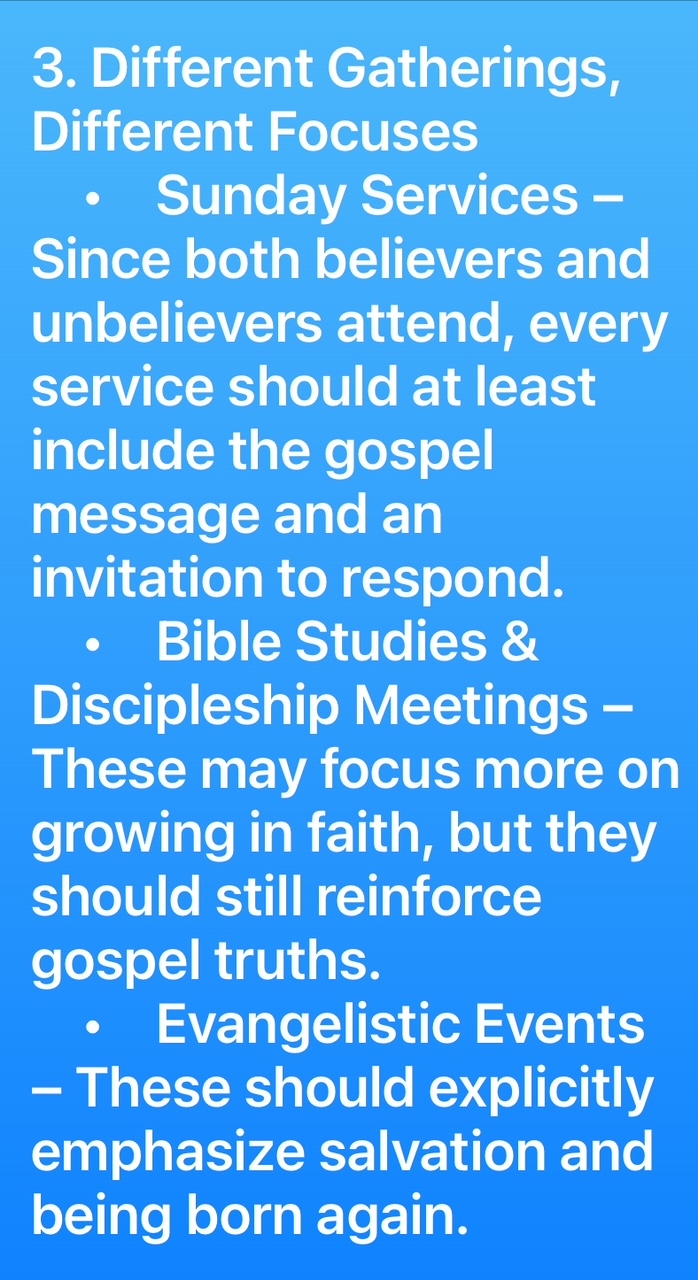 3. Different Gatherings,
Different Focuses
• Sunday Services –
Since both believers and
unbelievers attend, every
service should at least
include the gospel
message and an
invitation to respond.
• Bible Studies &
Discipleship Meetings –
These may focus more on
growing in faith, but they
should still reinforce
gospel truths.
• Evangelistic Events
– These should explicitly
emphasize salvation and
being born again.